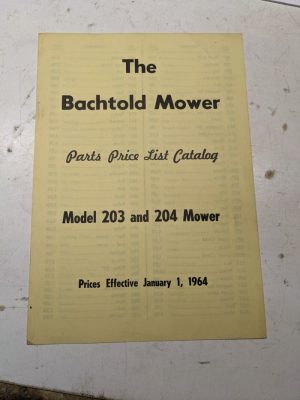 The
Bachtold Mower
Parts Price List Catalog
Model 203 and 204 Mower
Prices Effective January 1, 1964